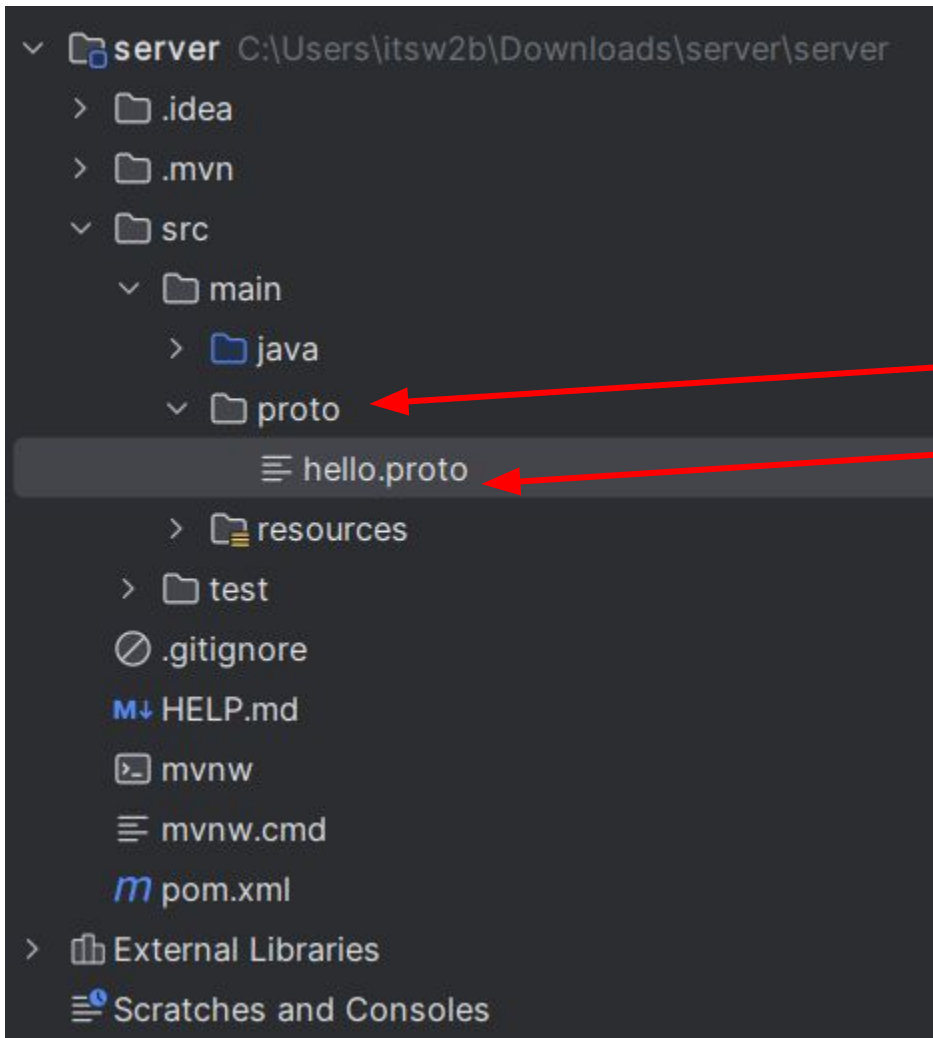 server C:\Users\itsw2b\Downloads\server\server
.idea
.mvn
src
main
java
proto
hello.proto
resources
test
.gitignore
M↓ HELP.md
mvnw
mvnw.cmd
m pom.xml
External Libraries
Scratches and Consoles